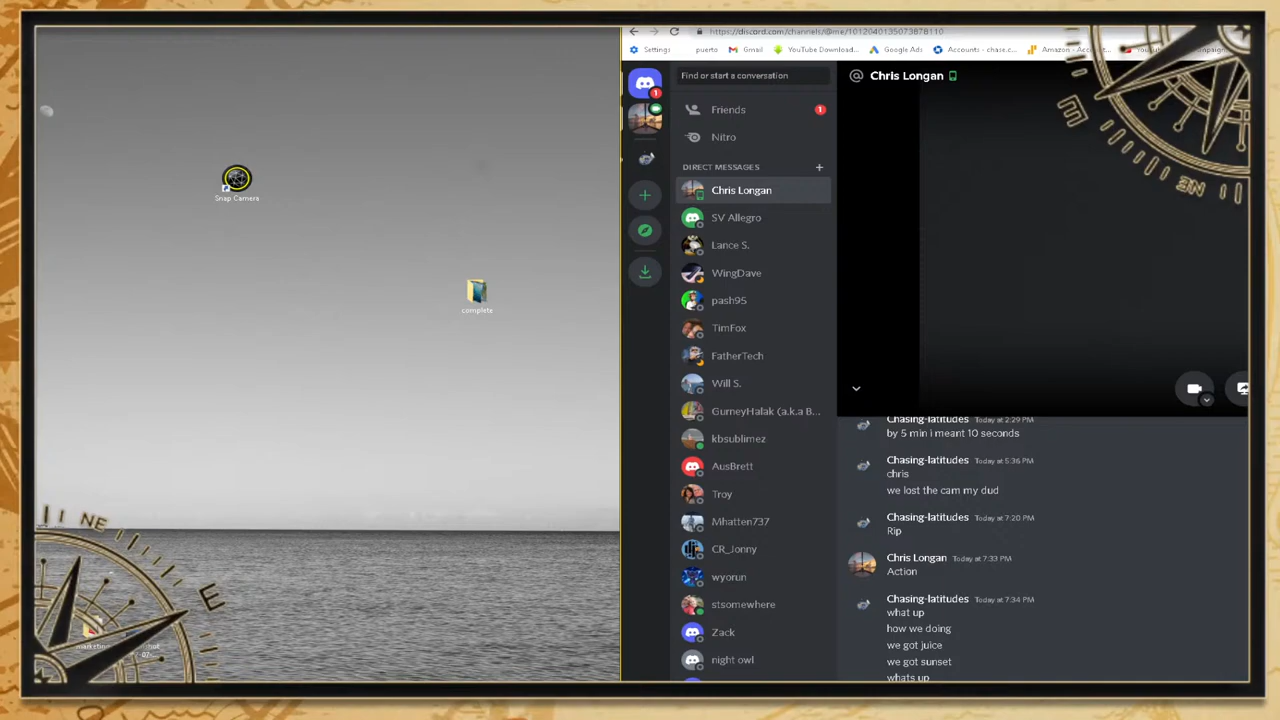 Snap Camera
complete
https://discord.com/channels/@me/1012040135073878110
Settings
puerto
Gmail
YouTube Download...
Google Ads
Accounts - chase.c...
Amazon - Account...
Find or start a conversation
Friends
1
Nitro
DIRECT MESSAGES
+
1
Chris Longan
SV Allegro
Lance S.
WingDave
pash95
TimFox
FatherTech
Will S.
GurneyHalak (a.k.a B...
kbsublimez
AusBrett
Troy
Mhatten737
CR_Jonny
wyorun
stsomewhere
Zack
night owl
@ Chris Longan
Chasing-latitudes Today at 2:29 PM
by 5 min i meant 10 seconds
Chasing-latitudes Today at 5:36 PM
chris
we lost the cam my dud
Chasing-latitudes Today at 7:20 PM
Rip
Chris Longan Today at 7:33 PM
Action
Chasing-latitudes Today at 7:34 PM
what up
how we doing
we got juice
we got sunset
whats up
NE
E
E
NE